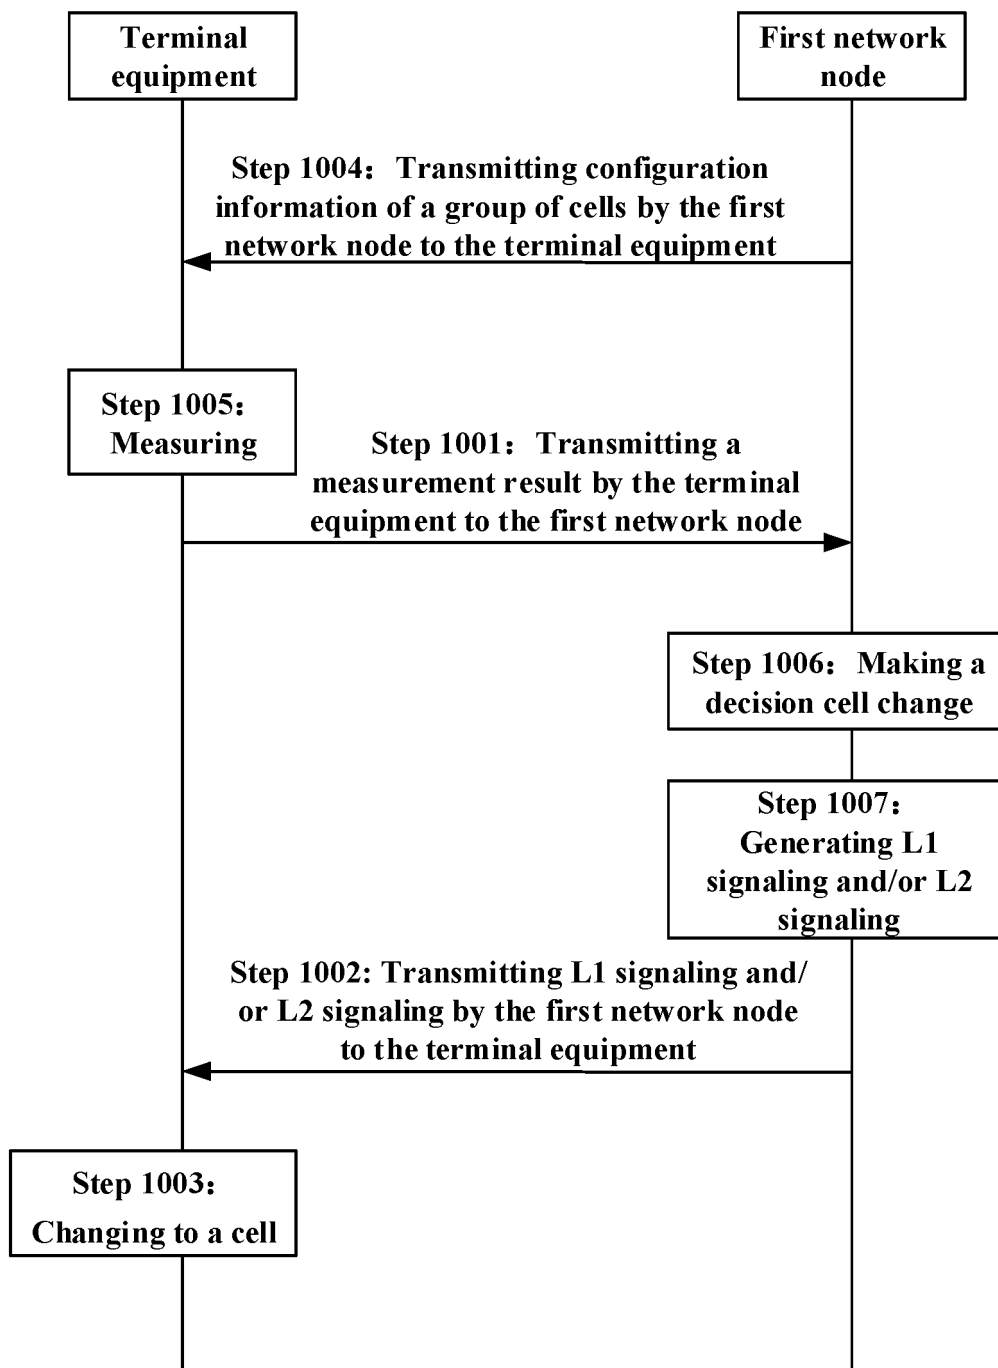 Terminal
equipment
First network
node
Step 1004：Transmitting configuration
information of a group of cells by the first
network node to the terminal equipment
Step 1005：
Measuring
Step 1001：Transmitting a
measurement result by the terminal
equipment to the first network node
Step 1006：Making a
decision cell change
Step 1007：
Generating L1
signaling and/or L2
signaling
Step 1002: Transmitting L1 signaling and/
or L2 signaling by the first network node
to the terminal equipment
Step 1003：
Changing to a cell